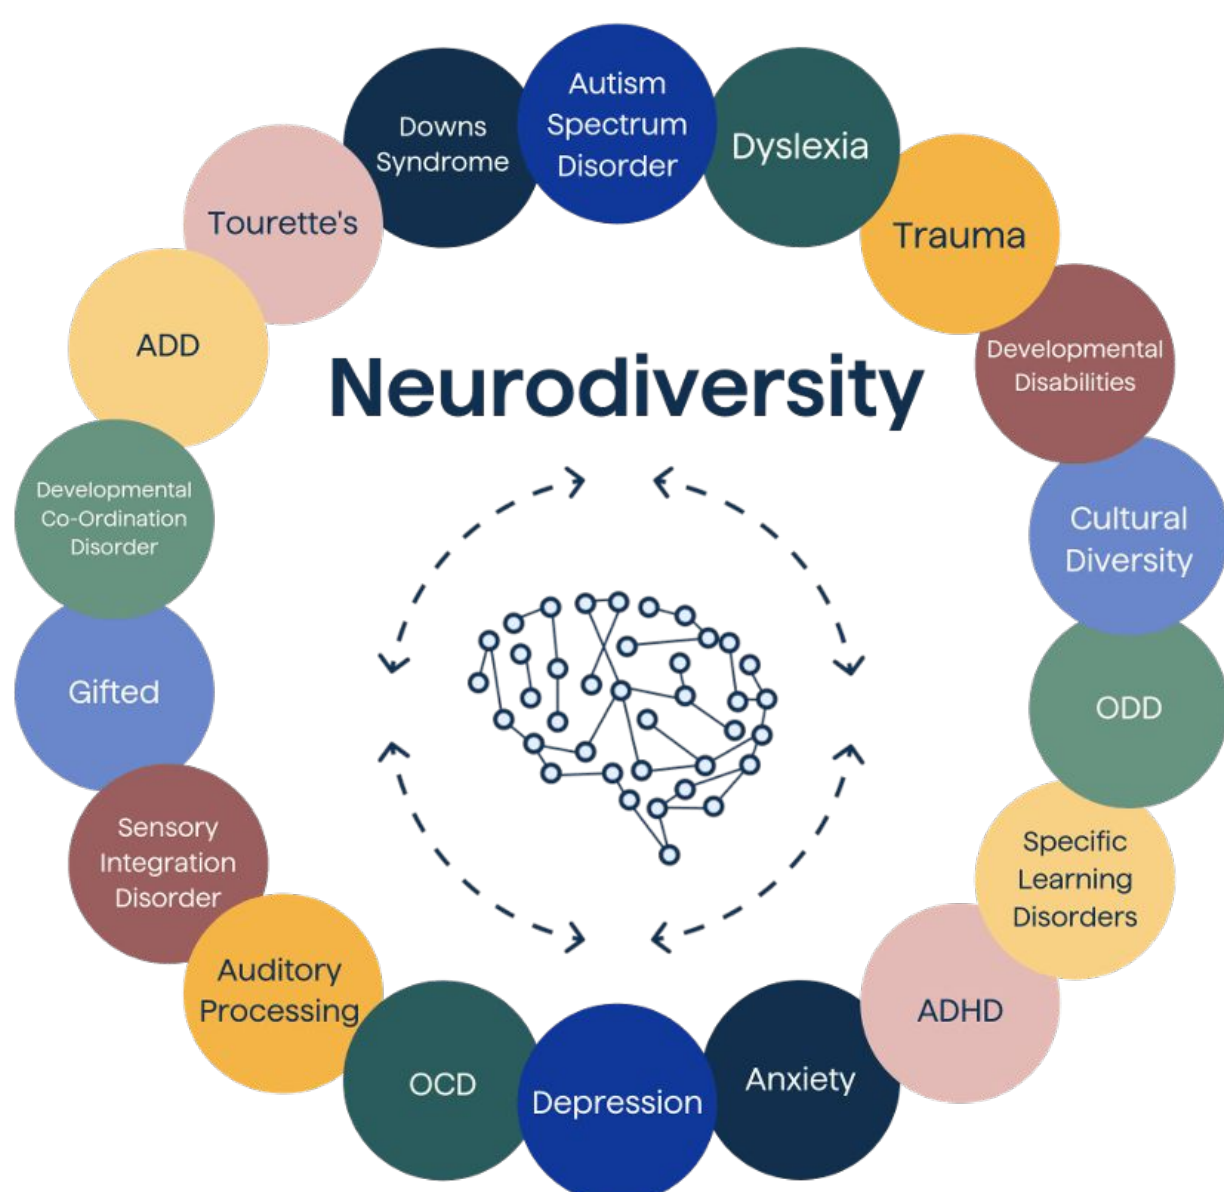 Autism
Spectrum
Disorder
Dyslexia
Trauma
Developmental
Disabilities
Cultural
Diversity
ODD
Specific
Learning
Disorders
ADHD
Anxiety
Depression
OCD
Auditory
Processing
Sensory
Integration
Disorder
Gifted
Developmental
Co-Ordination
Disorder
ADD
Tourette's
Downs
Syndrome
Neurodiversity